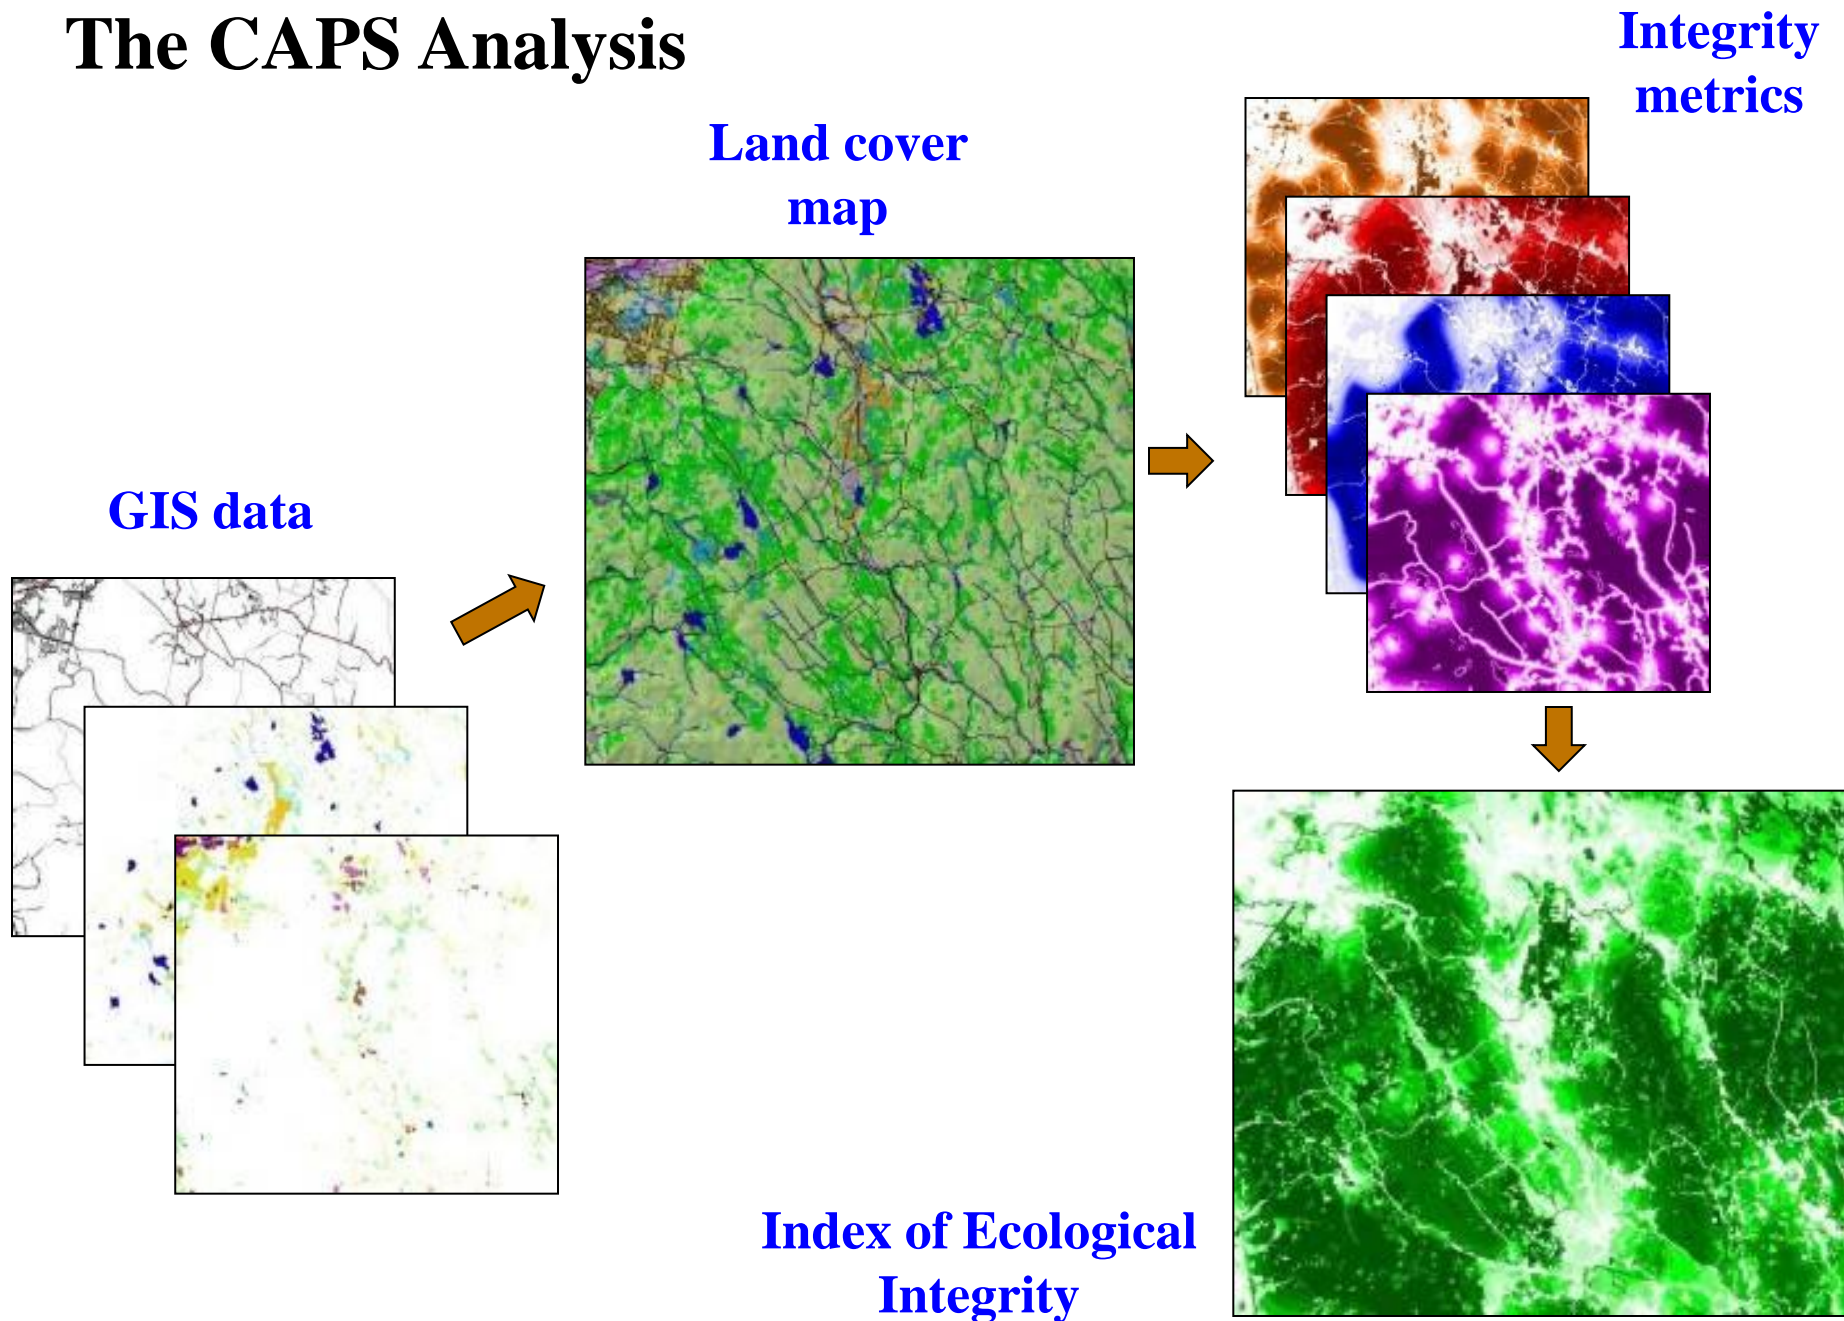 The CAPS Analysis
Integrity
metrics
Land cover
map
GIS data
Index of Ecological
Integrity